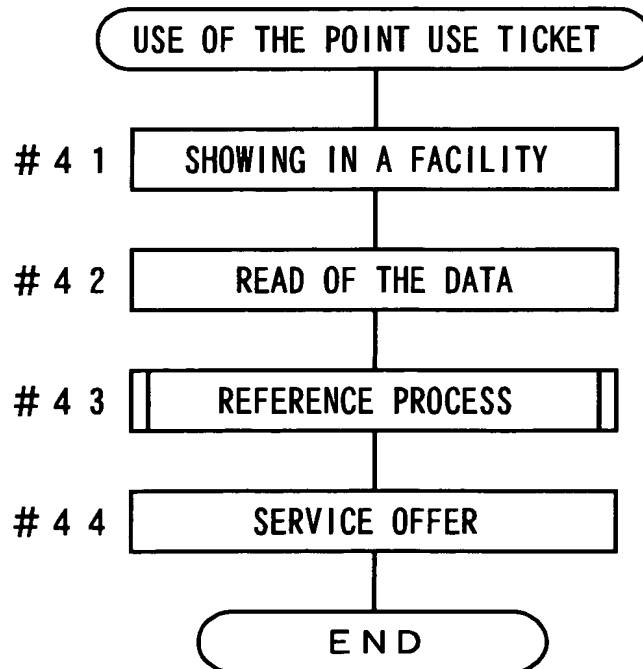 USE OF THE POINT USE TICKET
#41 SHOWING IN A FACILITY
#42 READ OF THE DATA
#43 REFERENCE PROCESS
#44 SERVICE OFFER
END